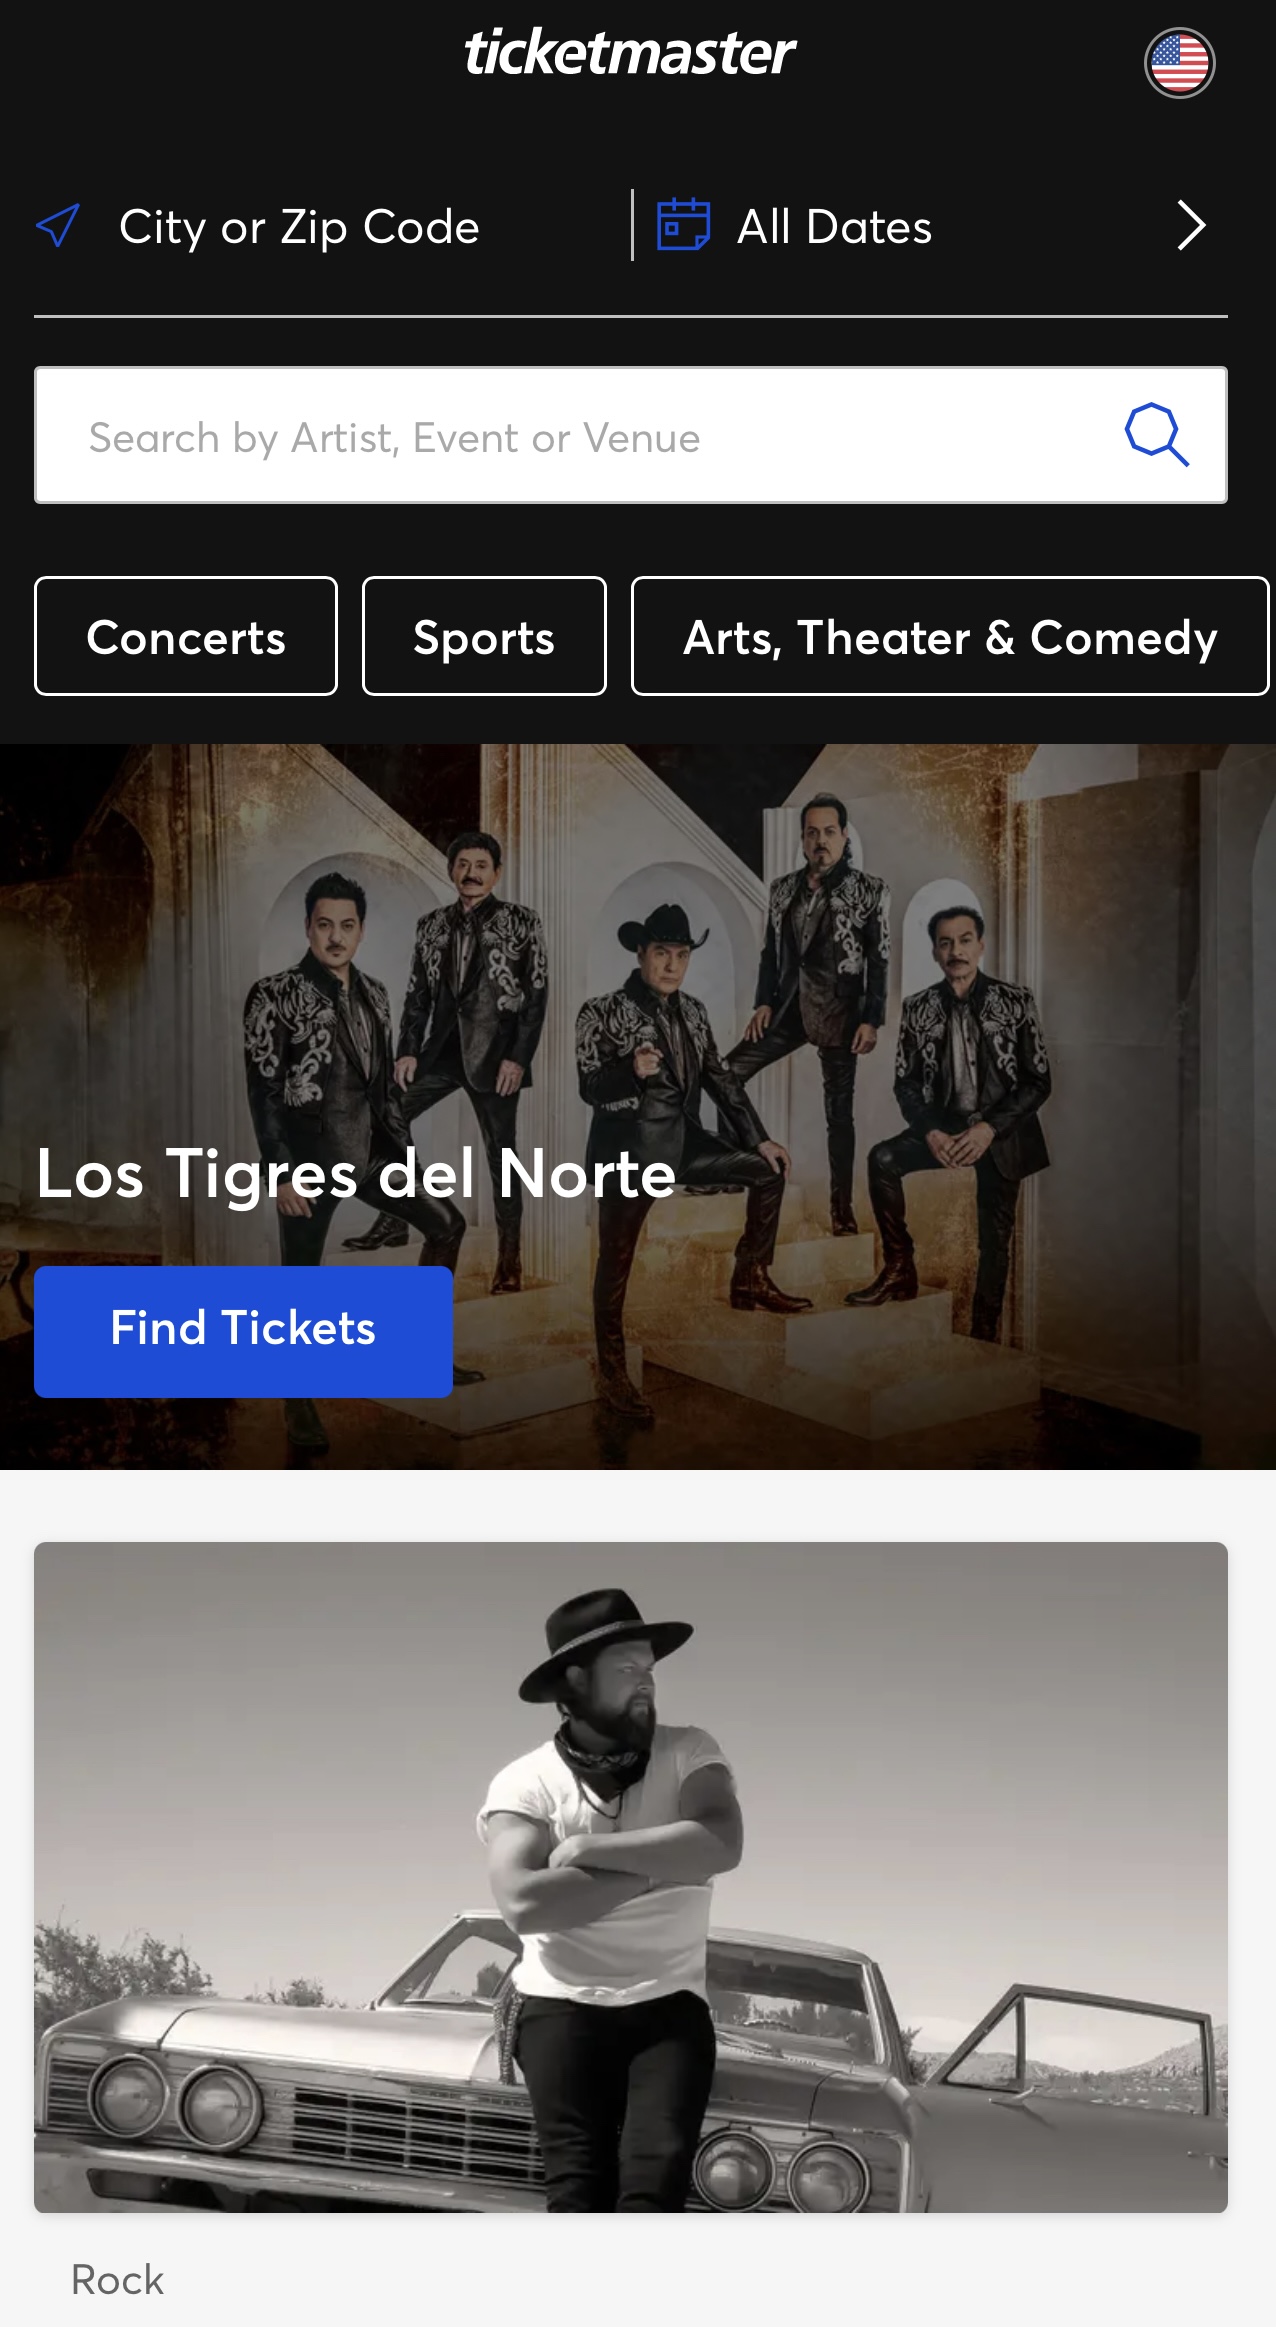 ticketmaster
City or Zip Code
All Dates
Search by Artist, Event or Venue
Concerts
Sports
Arts, Theater & Comedy
Los Tigres del Norte
Find Tickets
Rock